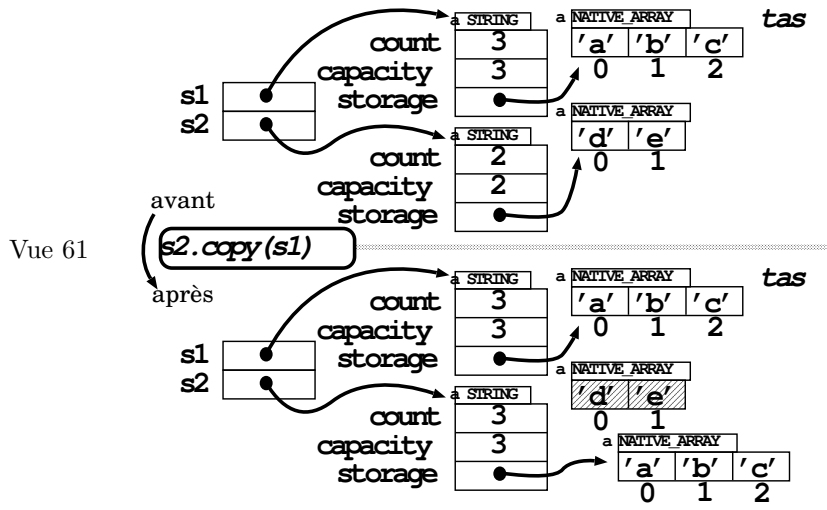 a STRING
a NATIVE_ARRAY
tas
count 3
'a' 'b' 'c'
capacity 3
0 1 2
s1
storage
s2
a STRING
a NATIVE_ARRAY
'd' 'e'
count 2
0 1
capacity 2
storage
avant
Vue 61
s2.copy(s1)
après
a STRING
a NATIVE_ARRAY
tas
count 3
'a' 'b' 'c'
capacity 3
0 1 2
s1
storage
s2
a STRING
a NATIVE_ARRAY
'd' 'e'
count 3
0 1
capacity 3
a NATIVE_ARRAY
storage
'a' 'b' 'c'
0 1 2